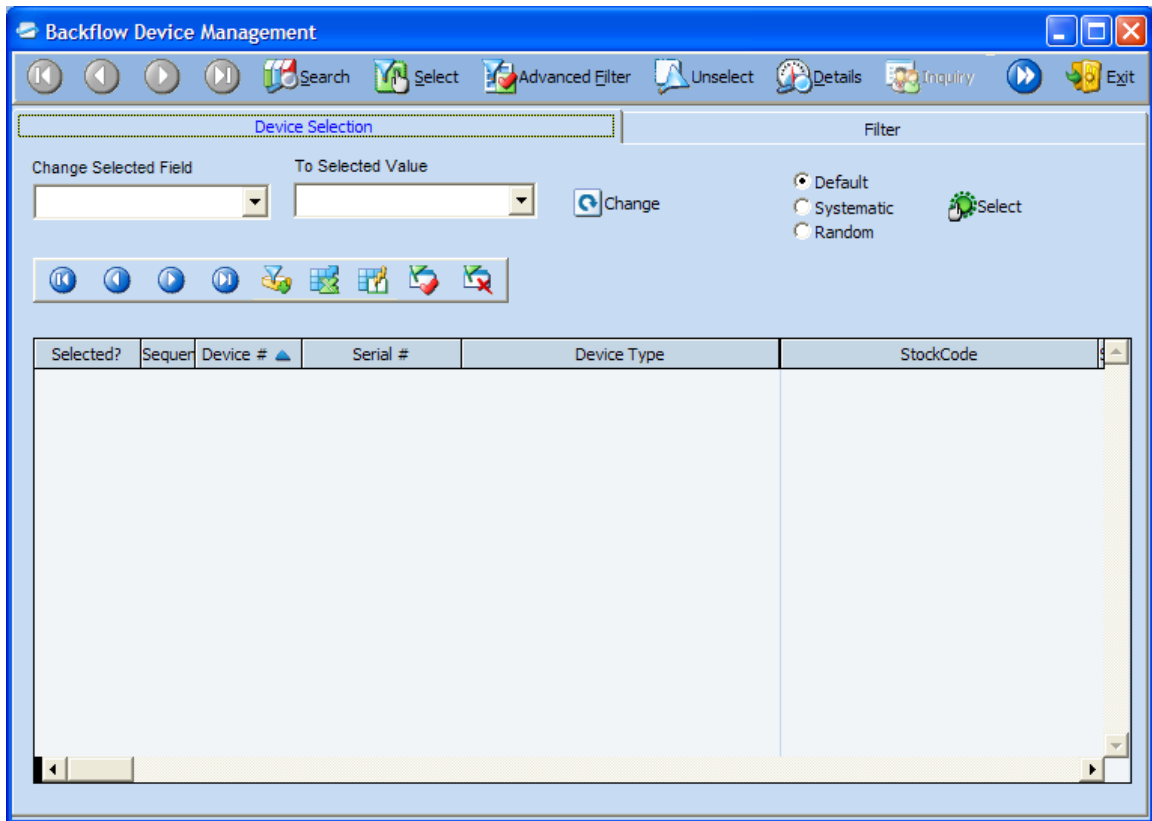 Backflow Device Management
Search Select Advanced Filter Unselect Details Inquiry Exit
Device Selection Filter
Change Selected Field To Selected Value
Change
Default
Systematic
Random
Select
Selected? Sequen Device # Serial # Device Type StockCode